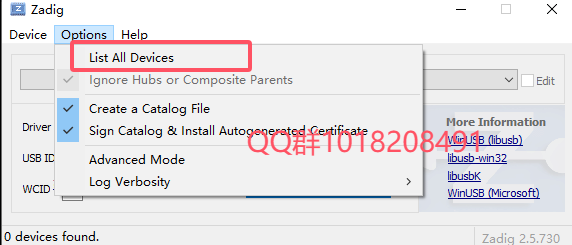 Zadig
Device Options Help
List All Devices
Ignore Hubs or Composite Parents
Edit
Create a Catalog File
Sign Catalog & Install Autogenerated Certificate
Advanced Mode
Log Verbosity
Driver
USB ID
WCID
More Information
WinUSB (libusb)
libusb-win32
libusbK
WinUSB (Microsoft)
QQ群1018208491
0 devices found.
Zadig 2.5.730